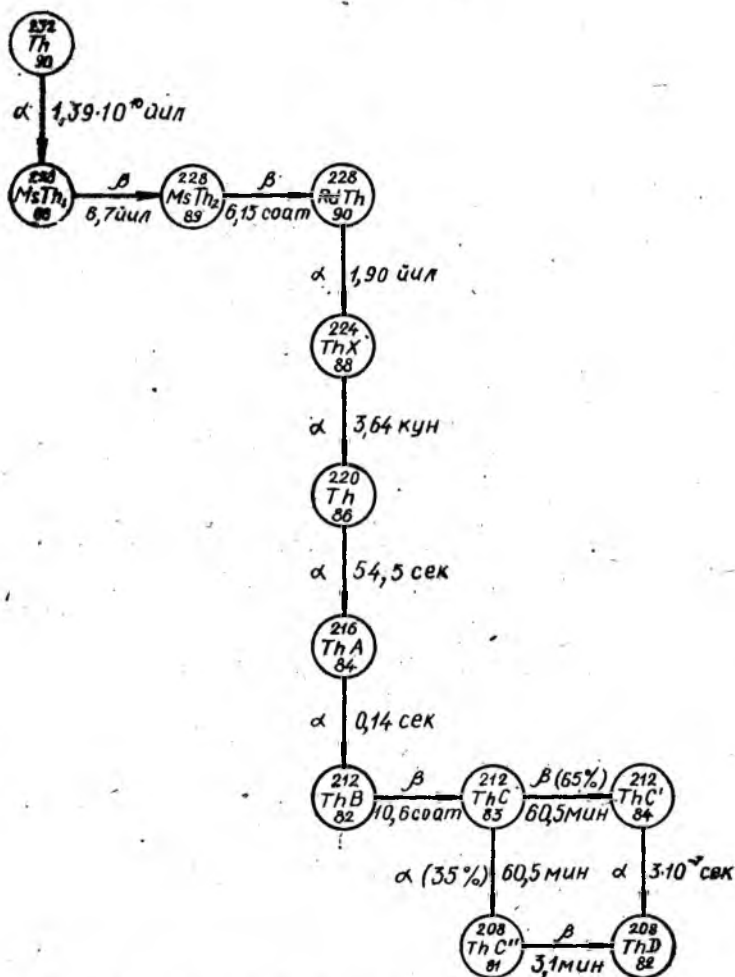 232
Th
90
α 1,39·10¹⁰ йил
228
MsTh₁
88
β
6,7 йил
228
MsTh₂
89
β
6,15 соат
228
RdTh
90
α 1,90 йил
224
ThX
88
α 3,64 кун
220
Th
86
α 54,5 сек
216
ThA
84
α 0,14 сек
212
ThB
82
β
10,6 соат
212
ThC
83
β (65%)
60,5 мин
212
ThC'
84
α (35%) 60,5 мин
α 3·10⁻⁷ сек
208
ThC"
81
β
3,1 мин
208
ThD
82